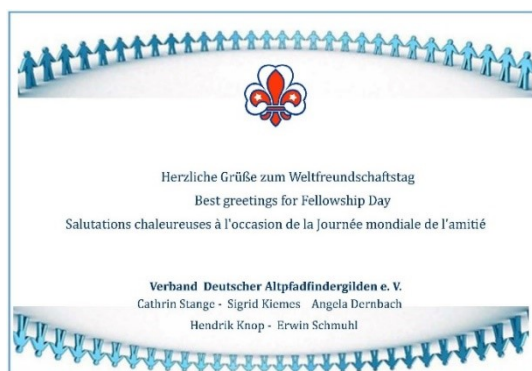 Herzliche Grüße zum Weltfreundschaftstag
Best greetings for Fellowship Day
Salutations chaleureuses à l'occasion de la Journée mondiale de l'amitié
Verband Deutscher Altpfadfindergilden e. V.
Cathrin Stange - Sigrid Kiemes Angela Dernbach
Hendrik Knop - Erwin Schmuhl